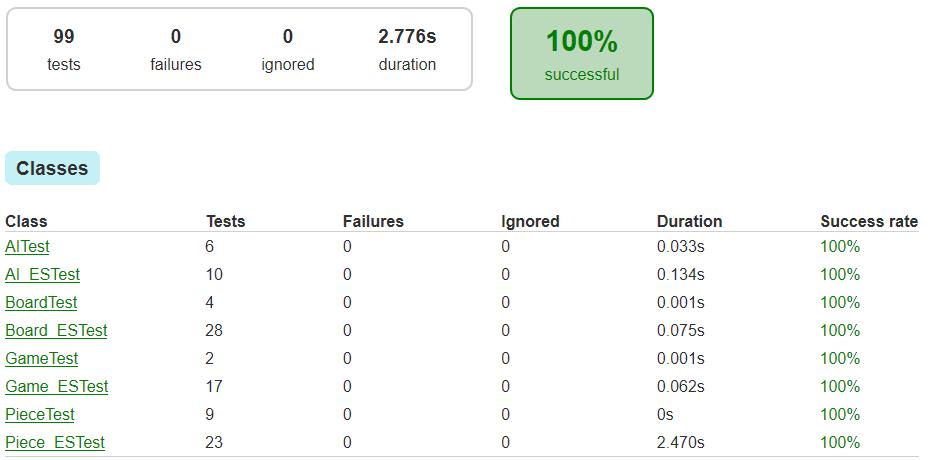 99 0 0 2.776s 100%
tests failures ignored duration successful
Classes
Class Tests Failures Ignored Duration Success rate
AITest 6 0 0 0.033s 100%
AI_ESTest 10 0 0 0.134s 100%
BoardTest 4 0 0 0.001s 100%
Board_ESTest 28 0 0 0.075s 100%
GameTest 2 0 0 0.001s 100%
Game_ESTest 17 0 0 0.062s 100%
PieceTest 9 0 0 0s 100%
Piece_ESTest 23 0 0 2.470s 100%